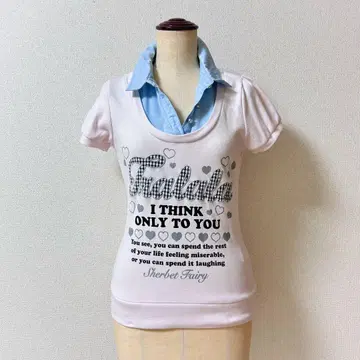 Tralala
I THINK
ONLY TO YOU
You see, you can spend the rest
of your life feeling miserable,
or you can spend it laughing
Sherbet Fairy